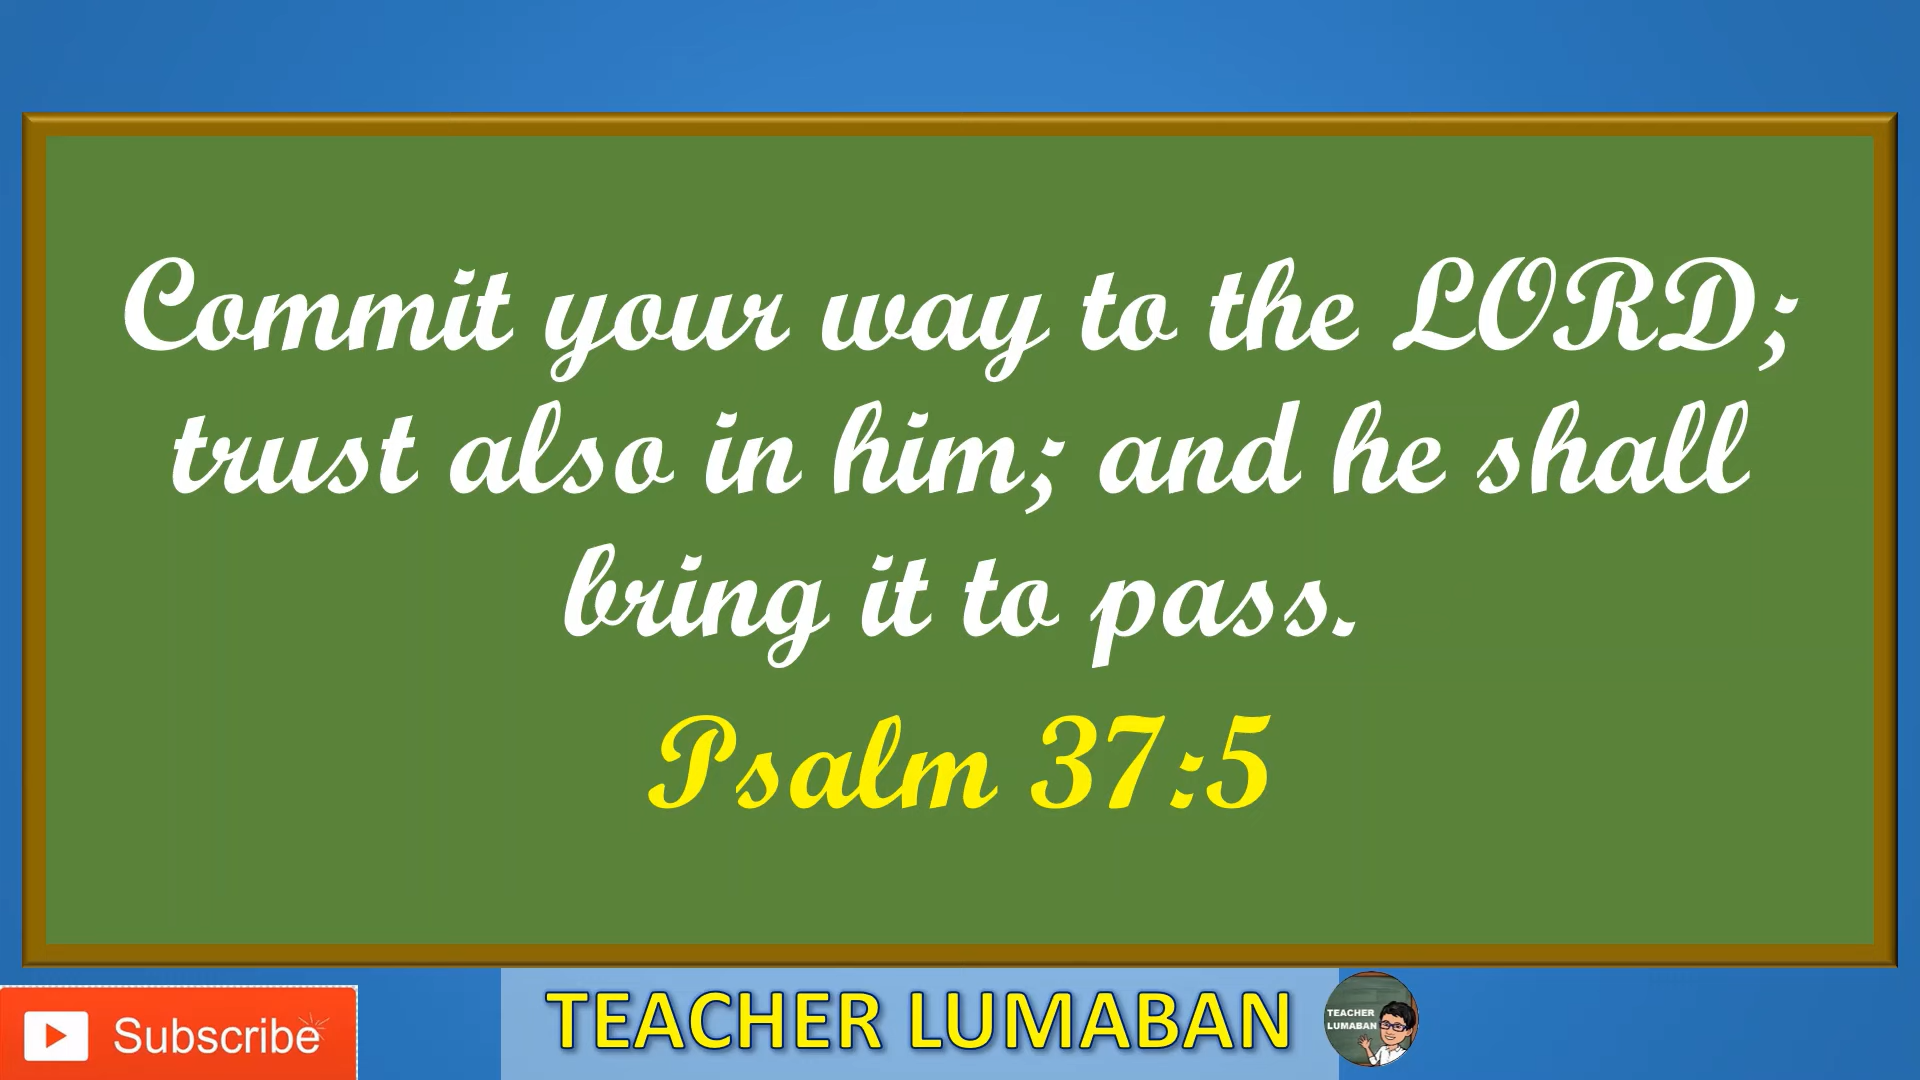 Commit your way to the LORD;
trust also in him; and he shall
bring it to pass.
Psalm 37:5
Subscribe
TEACHER LUMABAN
TEACHER
LUMABAN